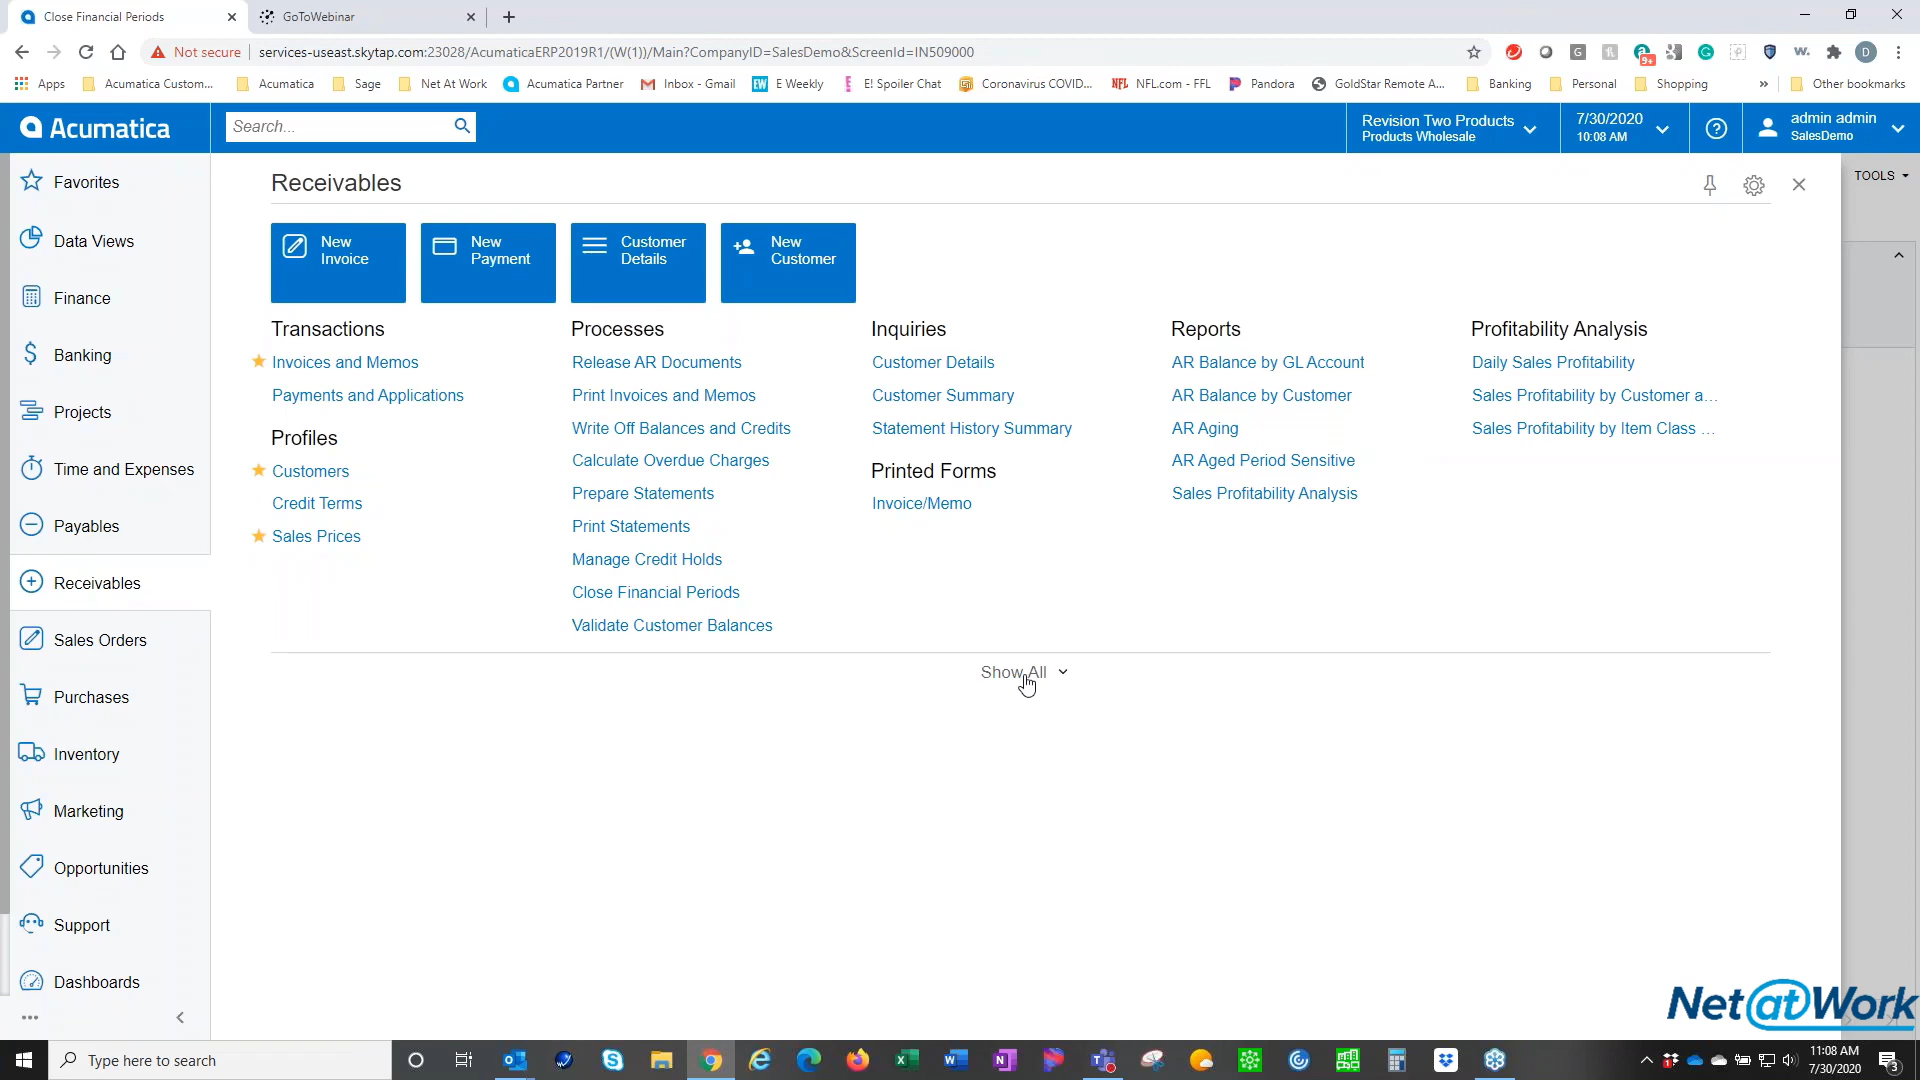 Close Financial Periods
GoToWebinar
Not secure
services-useast.skytap.com:23028/AcumaticaERP2019R1/(W(1))/Main?CompanyID=SalesDemo&ScreenId=IN509000
Apps
Acumatica Custom...
Acumatica
Sage
Net At Work
Acumatica Partner
Inbox - Gmail
E Weekly
E! Spoiler Chat
Coronavirus COVID...
NFL.com - FFL
Pandora
GoldStar Remote A...
Banking
Personal
Shopping
»
Other bookmarks
Acumatica
Search...
Revision Two Products
Products Wholesale
7/30/2020
10:08 AM
admin admin
SalesDemo
Favorites
Data Views
Finance
Banking
Projects
Time and Expenses
Payables
Receivables
Sales Orders
Purchases
Inventory
Marketing
Opportunities
Support
Dashboards
Receivables
TOOLS
New
Invoice
New
Payment
Customer
Details
New
Customer
Transactions
Invoices and Memos
Payments and Applications
Profiles
Customers
Credit Terms
Sales Prices
Processes
Release AR Documents
Print Invoices and Memos
Write Off Balances and Credits
Calculate Overdue Charges
Prepare Statements
Print Statements
Manage Credit Holds
Close Financial Periods
Validate Customer Balances
Inquiries
Customer Details
Customer Summary
Statement History Summary
Printed Forms
Invoice/Memo
Reports
AR Balance by GL Account
AR Balance by Customer
AR Aging
AR Aged Period Sensitive
Sales Profitability Analysis
Profitability Analysis
Daily Sales Profitability
Sales Profitability by Customer a...
Sales Profitability by Item Class ...
Show All
NetatWork
Type here to search
11:08 AM
7/30/2020
3